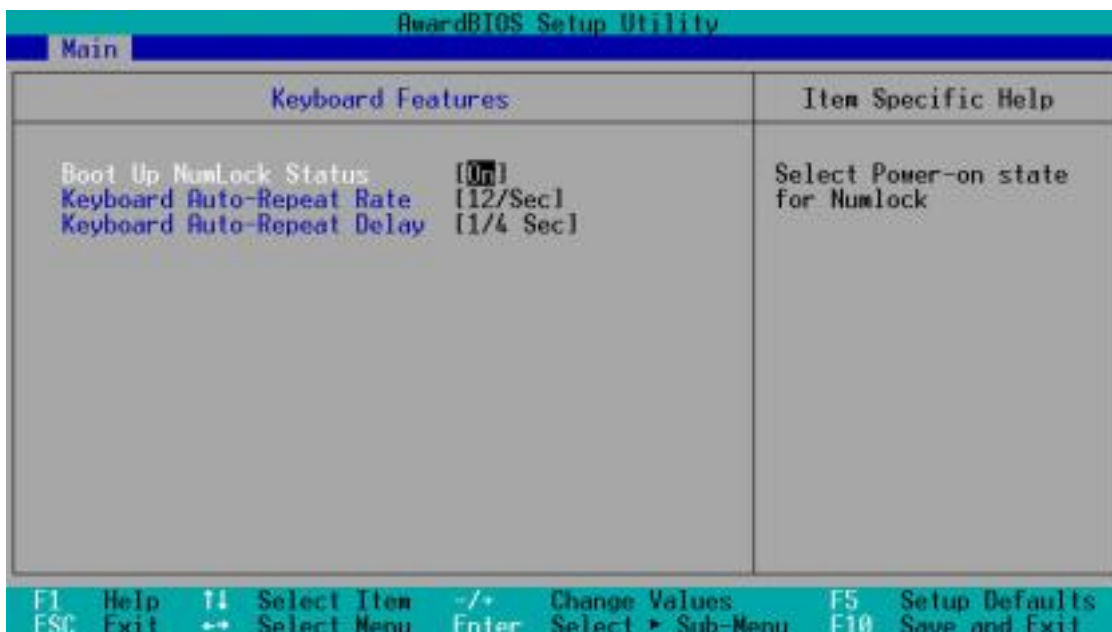 AwardBIOS Setup Utility
Main
Keyboard Features
Item Specific Help
Boot Up NumLock Status [On]
Keyboard Auto-Repeat Rate [12/Sec]
Keyboard Auto-Repeat Delay [1/4 Sec]
Select Power-on state
for Numlock
F1 Help ↑↓ Select Item -/+ Change Values F5 Setup Defaults
ESC Exit ←→ Select Menu Enter Select ► Sub-Menu F10 Save and Exit